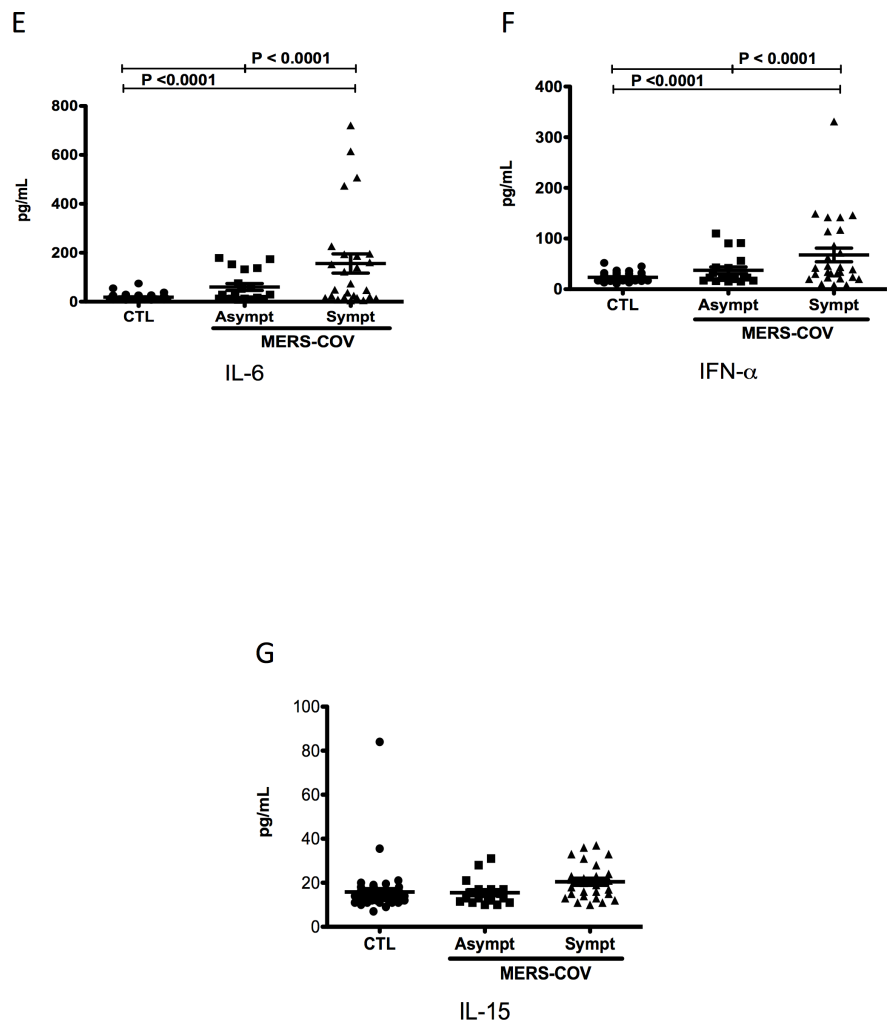 E
P < 0.0001
P <0.0001
800
600
400
200
0
pg/mL
CTL
Asympt
Sympt
MERS-COV
IL-6
F
P < 0.0001
P <0.0001
400
300
200
100
0
pg/mL
CTL
Asympt
Sympt
MERS-COV
IFN-α
G
100
80
60
40
20
0
pg/mL
CTL
Asympt
Sympt
MERS-COV
IL-15